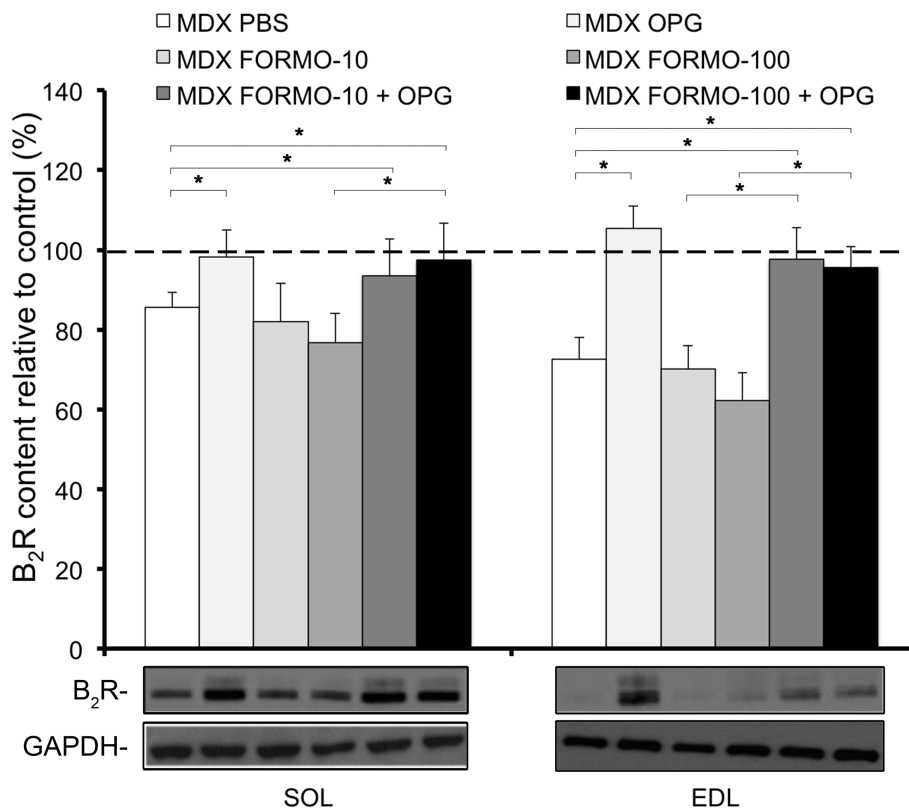 MDX PBS
MDX OPG
MDX FORMO-10
MDX FORMO-100
MDX FORMO-10 + OPG
MDX FORMO-100 + OPG
B₂R content relative to control (%)
140
120
100
80
60
40
20
0
* * * *
* * * * * *
B₂R-
GAPDH-
SOL
EDL